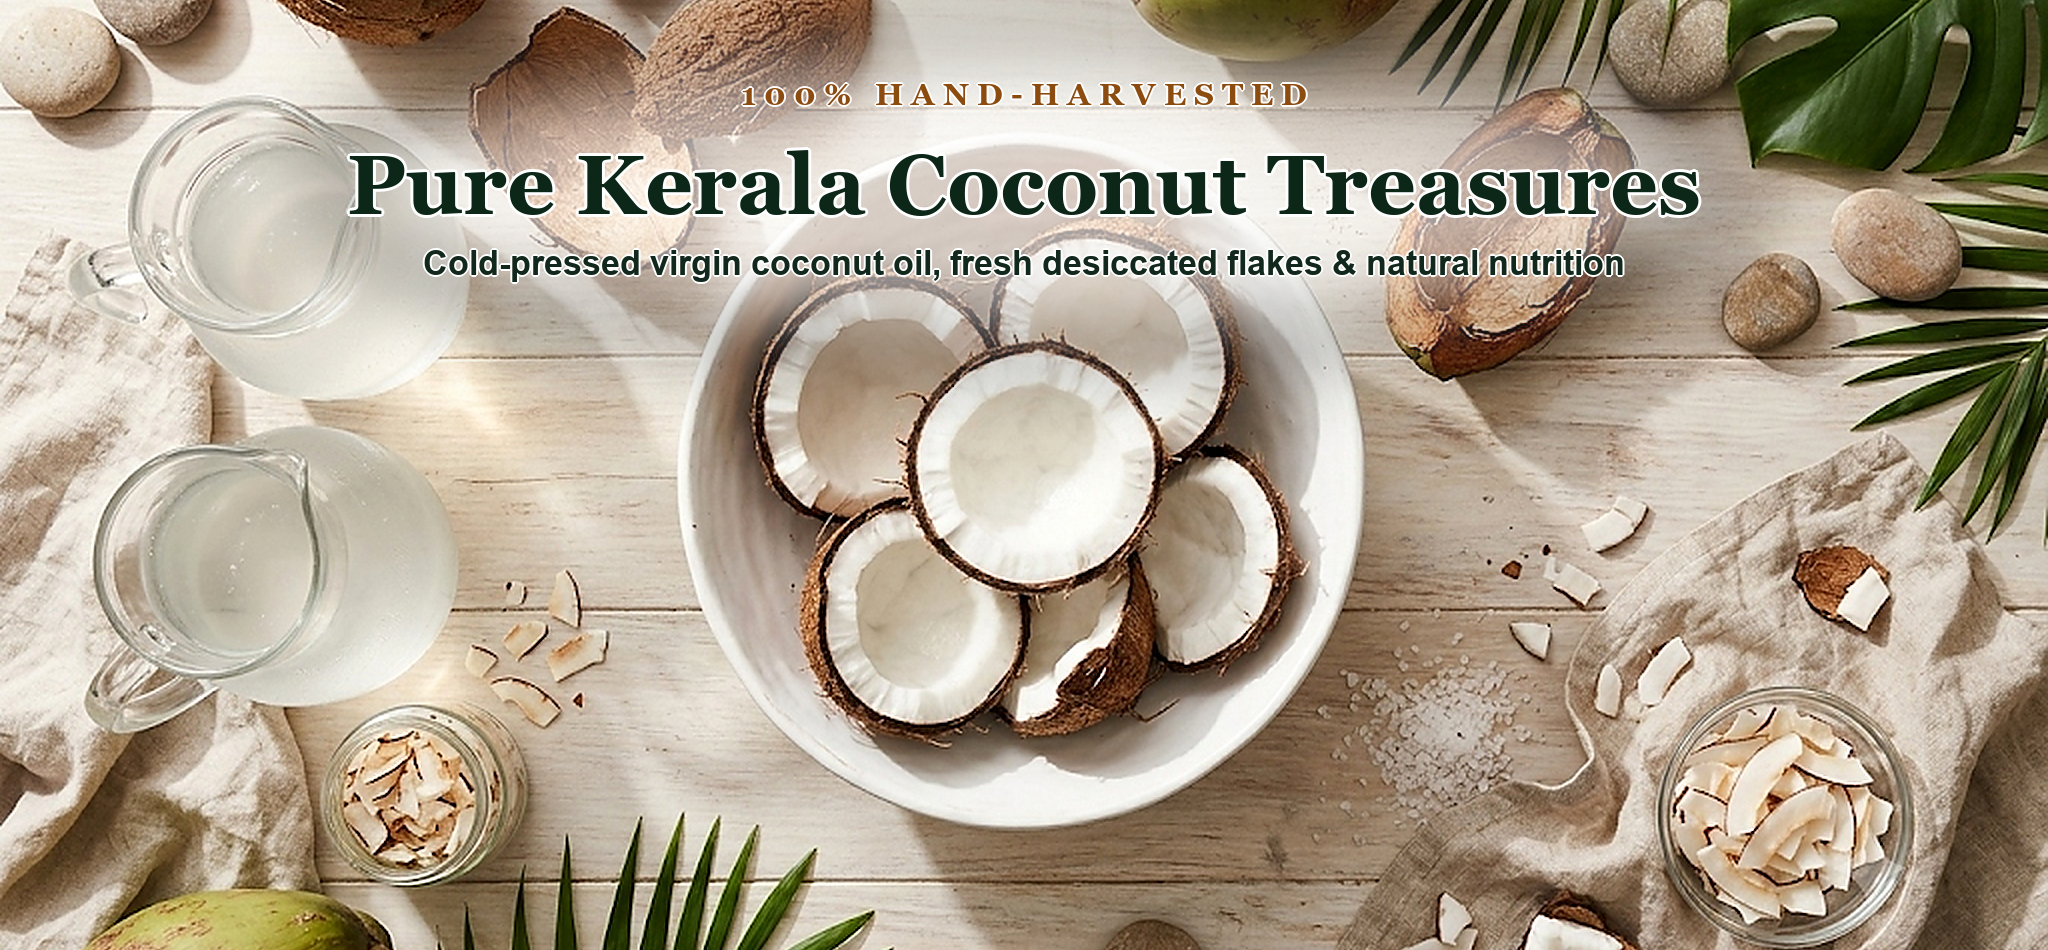 100% HAND-HARVESTED
Pure Kerala Coconut Treasures
Cold-pressed virgin coconut oil, fresh desiccated flakes & natural nutrition